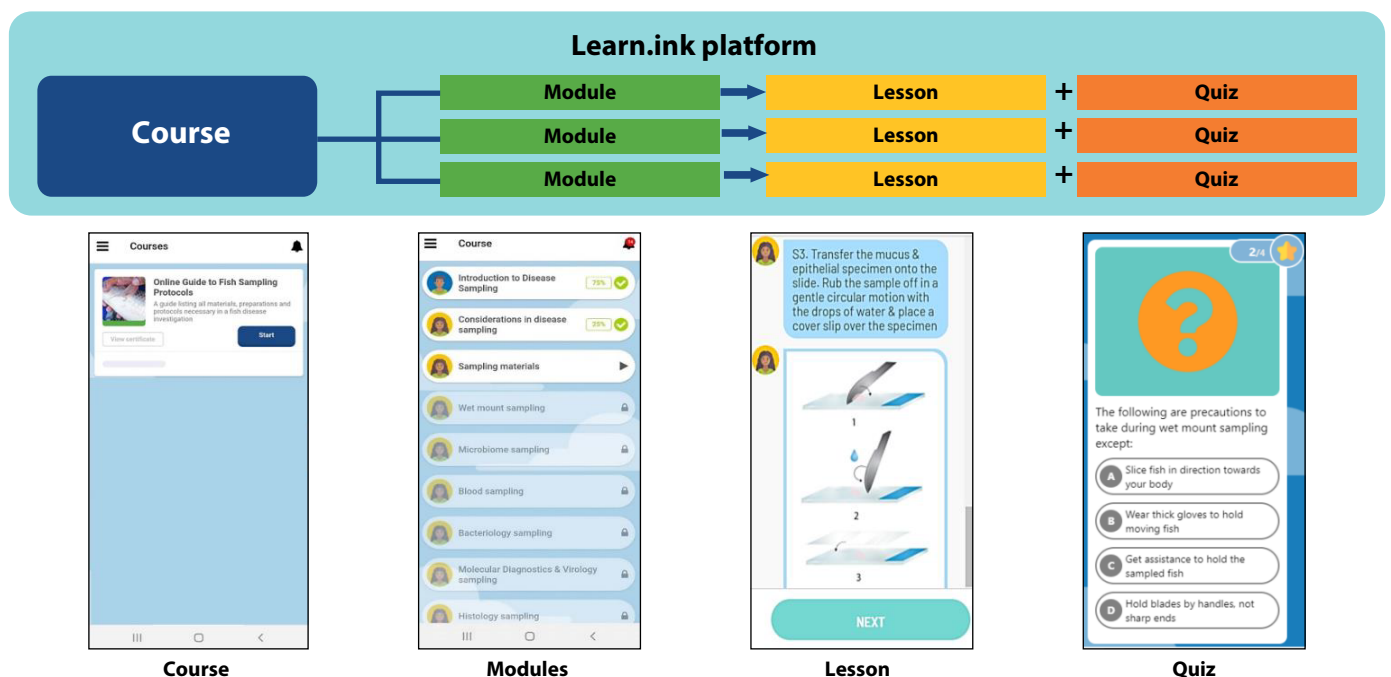 Learn.ink platform
Course
Module
Lesson
+
Quiz
Module
Lesson
+
Quiz
Module
Lesson
+
Quiz
Courses
Online Guide to Fish Sampling
Protocols
A guide listing all materials, preparations and
protocols necessary in a fish disease
investigation
View certificate
Start
Course
Course
Introduction to Disease
Sampling
75%
Considerations in disease
sampling
Sampling materials
Wet mount sampling
Microbiome sampling
Blood sampling
Bacteriology sampling
Molecular Diagnostics & Virology
sampling
Histology sampling
Modules
S3. Transfer the mucus &
epithelial specimen onto the
slide. Rub the sample off in a
gentle circular motion with
the drops of water & place a
cover slip over the specimen
1
2
3
NEXT
Lesson
2/4
?
The following are precautions to
take during wet mount sampling
except:
A Slice fish in direction towards
your body
B Wear thick gloves to hold
moving fish
C Get assistance to hold the
sampled fish
D Hold blades by handles, not
sharp ends
Quiz